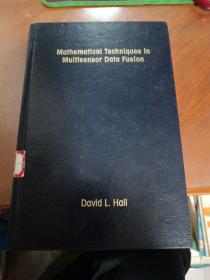 Mathematical Techniques in
Multisensor Data Fusion
David L. Hall